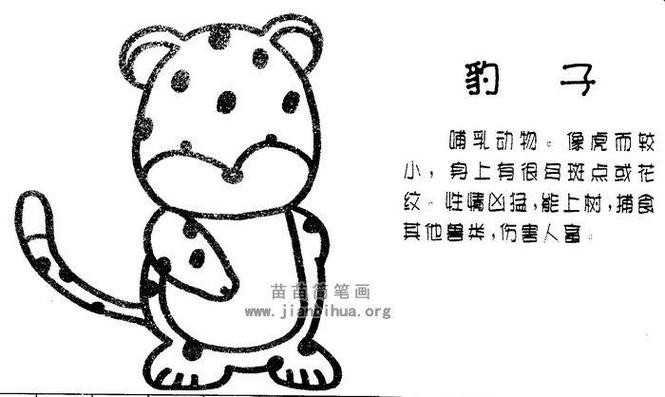 豹子
哺乳动物。像虎而较
小，身上有很多斑点或花
纹。性情凶猛，能上树，捕食
其他兽类，伤害人畜。
苗苗简笔画
www.jianbihua.org